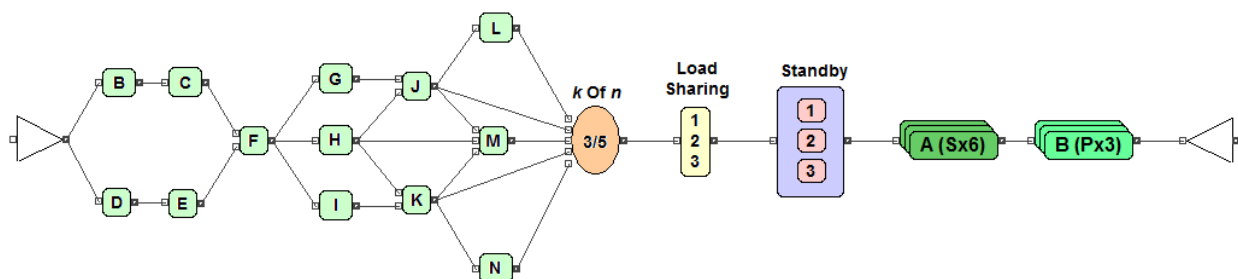 L
Load
Sharing
Standby
k Of n
B
C
G
J
1
2
3
1
2
3
F
H
M
3/5
A (Sx6)
B (Px3)
D
E
I
K
N